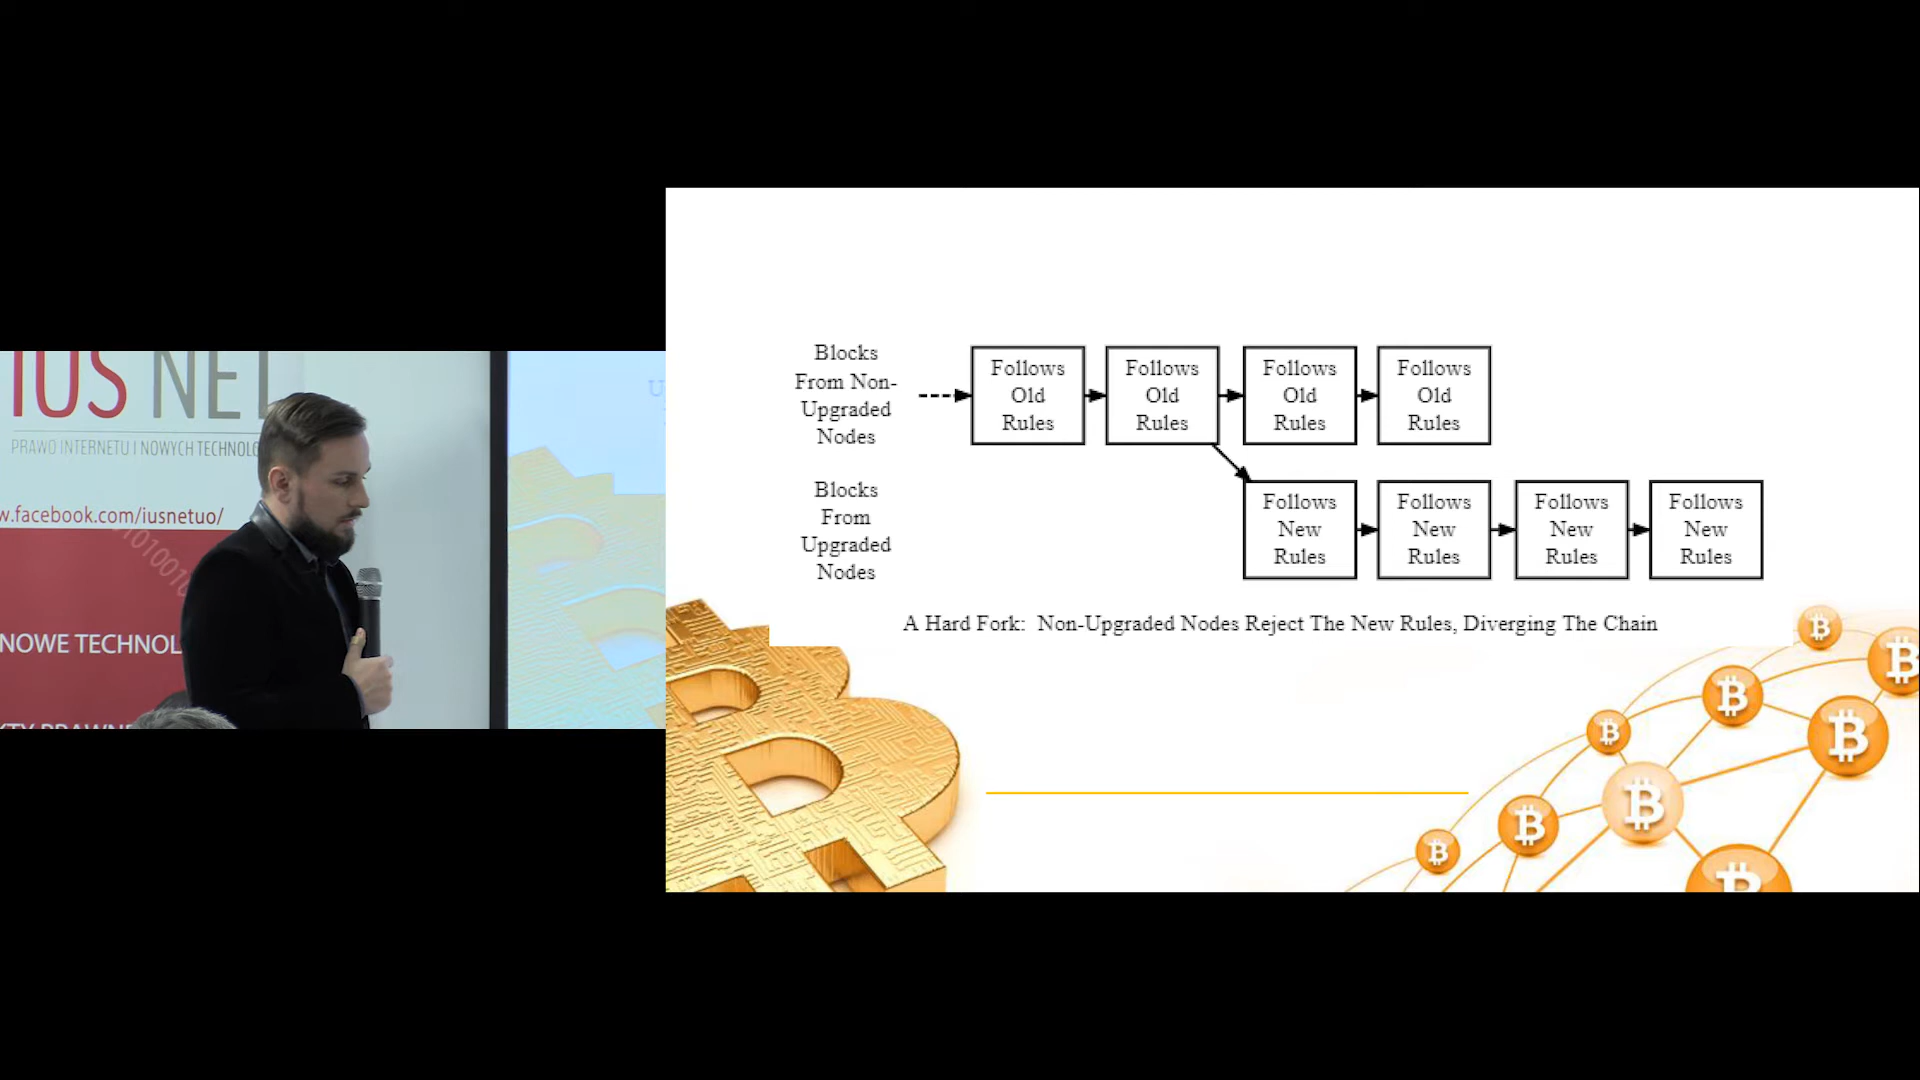 IUS NET
PRAWO INTERNETU I NOWYCH
w.facebook.com/iusnetuo/
NOWE
Blocks
From Non-
Upgraded
Nodes
Follows
Old
Rules
Follows
Old
Rules
Follows
Old
Rules
Follows
Old
Rules
Blocks
From
Upgraded
Nodes
Follows
New
Rules
Follows
New
Rules
Follows
New
Rules
Follows
New
Rules
A Hard Fork: Non-Upgraded Nodes Reject The New Rules, Diverging The Chain